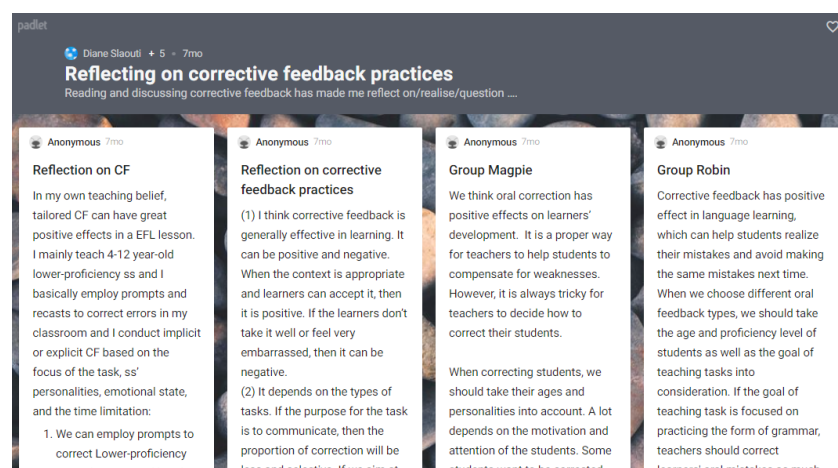 padlet
Diane Slaouti + 5 • 7mo
Reflecting on corrective feedback practices
Reading and discussing corrective feedback has made me reflect on/realise/question ....
Anonymous 7mo
Reflection on CF
In my own teaching belief,
tailored CF can have great
positive effects in a EFL lesson.
I mainly teach 4-12 year-old
lower-proficiency ss and I
basically employ prompts and
recasts to correct errors in my
classroom and I conduct implicit
or explicit CF based on the
focus of the task, ss'
personalities, emotional state,
and the time limitation:
1. We can employ prompts to
correct Lower-proficiency
Anonymous 7mo
Reflection on corrective
feedback practices
(1) I think corrective feedback is
generally effective in learning. It
can be positive and negative.
When the context is appropriate
and learners can accept it, then
it is positive. If the learners don't
take it well or feel very
embarrassed, then it can be
negative.
(2) It depends on the types of
tasks. If the purpose for the task
is to communicate, then the
proportion of correction will be
Anonymous 7mo
Group Magpie
We think oral correction has
positive effects on learners'
development. It is a proper way
for teachers to help students to
compensate for weaknesses.
However, it is always tricky for
teachers to decide how to
correct their students.
When correcting students, we
should take their ages and
personalities into account. A lot
depends on the motivation and
attention of the students. Some
Anonymous 7mo
Group Robin
Corrective feedback has positive
effect in language learning,
which can help students realize
their mistakes and avoid making
the same mistakes next time.
When we choose different oral
feedback types, we should take
the age and proficiency level of
students as well as the goal of
teaching tasks into
consideration. If the goal of
teaching task is focused on
practicing the form of grammar,
teachers should correct